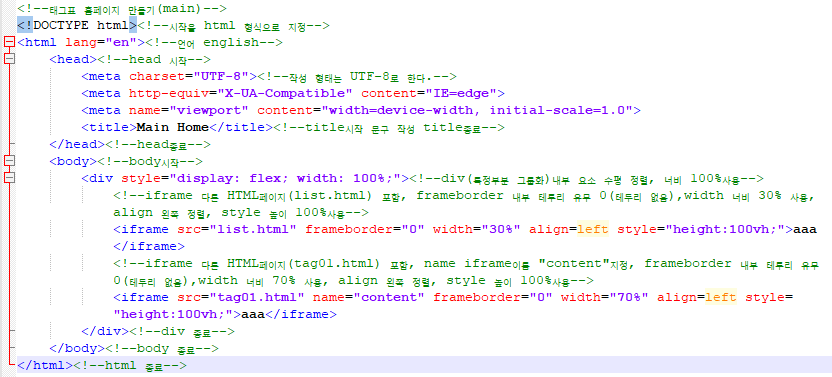 <!--태그표 홈페이지 만들기(main)-->
<!DOCTYPE html><!--시작을 html 형식으로 지정-->
<html lang="en"><!--언어 english-->
<head><!--head 시작-->
<meta charset="UTF-8"><!--작성 형태는 UTF-8로 한다.-->
<meta http-equiv="X-UA-Compatible" content="IE=edge">
<meta name="viewport" content="width=device-width, initial-scale=1.0">
<title>Main Home</title><!--title시작 문구 작성 title종료-->
</head><!--head종료-->
<body><!--body시작-->
<div style="display: flex; width: 100%;"><!--div(특정부분 그룹화)내부 요소 수평 정렬, 너비 100%사용-->
<!--iframe 다른 HTML페이지(list.html) 포함, frameborder 내부 테두리 유무 0(테두리 없음),width 너비 30% 사용,
align 왼쪽 정렬, style 높이 100%사용-->
<iframe src="list.html" frameborder="0" width="30%" align=left style="height:100vh;">aaa
</iframe>
<!--iframe 다른 HTML페이지(tag01.html) 포함, name iframe이름 "content"지정, frameborder 내부 테두리 유무
0(테두리 없음),width 너비 70% 사용, align 왼쪽 정렬, style 높이 100%사용-->
<iframe src="tag01.html" name="content" frameborder="0" width="70%" align=left style=
"height:100vh;">aaa</iframe>
</div><!--div 종료-->
</body><!--body 종료-->
</html><!--html 종료-->